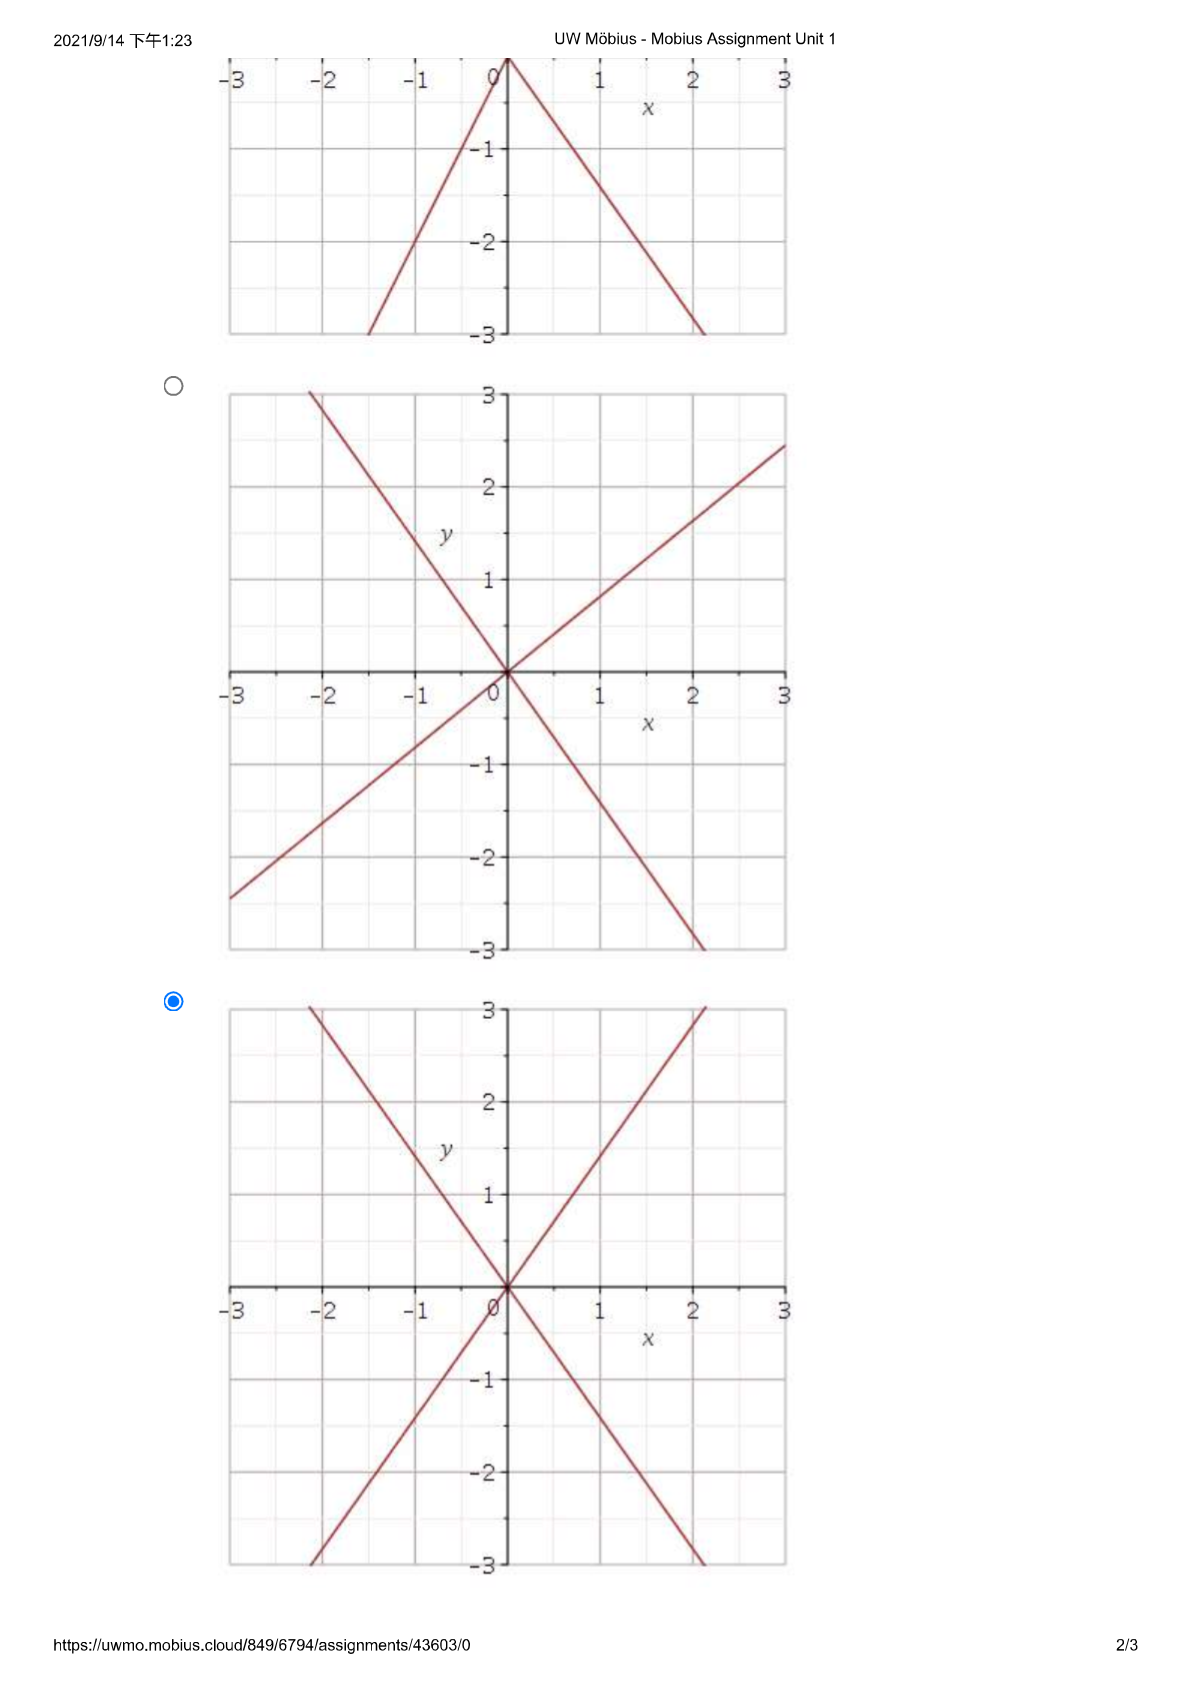 2021/9/14 下午1:23 UW Möbius - Mobius Assignment Unit 1
-3 -2 -1 0 1 2 3
x
-1
-2
-3
3
2
y
1
-3 -2 -1 0 1 2 3
x
-1
-2
-3
3
2
y
1
-3 -2 -1 0 1 2 3
x
-1
-2
-3
https://uwmo.mobius.cloud/849/6794/assignments/43603/0 2/3